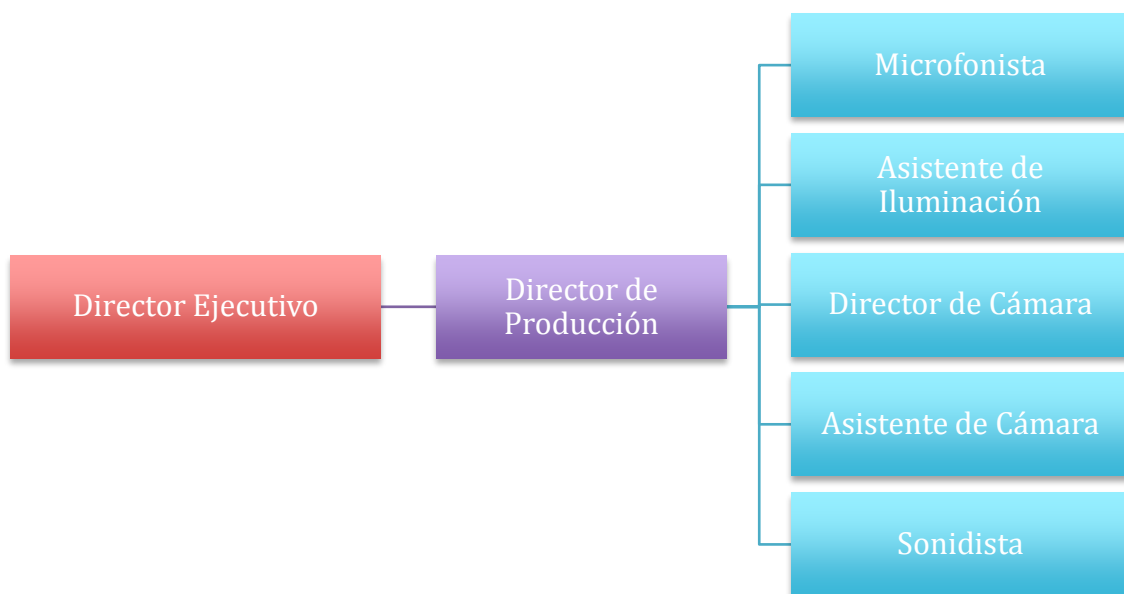 Director Ejecutivo
Director de
Producción
Microfonista
Asistente de
Iluminación
Director de Cámara
Asistente de Cámara
Sonidista